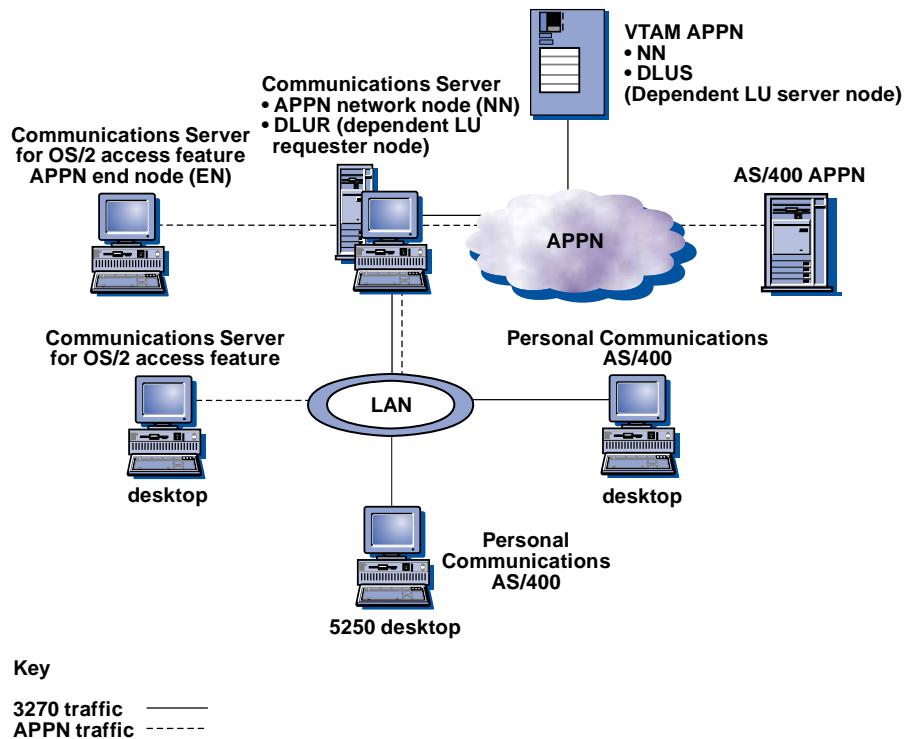 VTAM APPN
• NN
• DLUS
(Dependent LU server node)
Communications Server
• APPN network node (NN)
• DLUR (dependent LU
requester node)
Communications Server
for OS/2 access feature
APPN end node (EN)
AS/400 APPN
APPN
Communications Server
for OS/2 access feature
Personal Communications
AS/400
LAN
desktop
desktop
Personal
Communications
AS/400
5250 desktop
Key
3270 traffic
APPN traffic